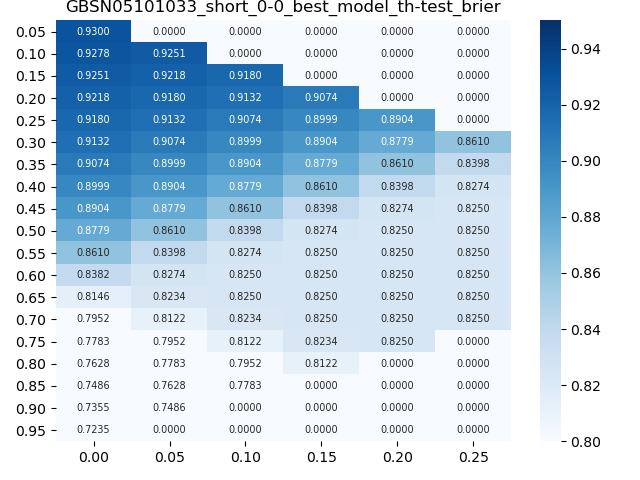 GBSN05101033_short_0-0_best_model_th-test_brier
0.05 0.9300 0.0000 0.0000 0.0000 0.0000 0.0000
0.10 0.9278 0.9251 0.0000 0.0000 0.0000 0.0000
0.15 0.9251 0.9218 0.9180 0.0000 0.0000 0.0000
0.20 0.9218 0.9180 0.9132 0.9074 0.0000 0.0000
0.25 0.9180 0.9132 0.9074 0.8999 0.8904 0.0000
0.30 0.9132 0.9074 0.8999 0.8904 0.8779 0.8610
0.35 0.9074 0.8999 0.8904 0.8779 0.8610 0.8398
0.40 0.8999 0.8904 0.8779 0.8610 0.8398 0.8274
0.45 0.8904 0.8779 0.8610 0.8398 0.8274 0.8250
0.50 0.8779 0.8610 0.8398 0.8274 0.8250 0.8250
0.55 0.8610 0.8398 0.8274 0.8250 0.8250 0.8250
0.60 0.8382 0.8274 0.8250 0.8250 0.8250 0.8250
0.65 0.8146 0.8234 0.8250 0.8250 0.8250 0.8250
0.70 0.7952 0.8122 0.8234 0.8250 0.8250 0.8250
0.75 0.7783 0.7952 0.8122 0.8234 0.8250 0.0000
0.80 0.7628 0.7783 0.7952 0.8122 0.0000 0.0000
0.85 0.7486 0.7628 0.7783 0.0000 0.0000 0.0000
0.90 0.7355 0.7486 0.0000 0.0000 0.0000 0.0000
0.95 0.7235 0.0000 0.0000 0.0000 0.0000 0.0000
0.00 0.05 0.10 0.15 0.20 0.25
0.94
0.92
0.90
0.88
0.86
0.84
0.82
0.80